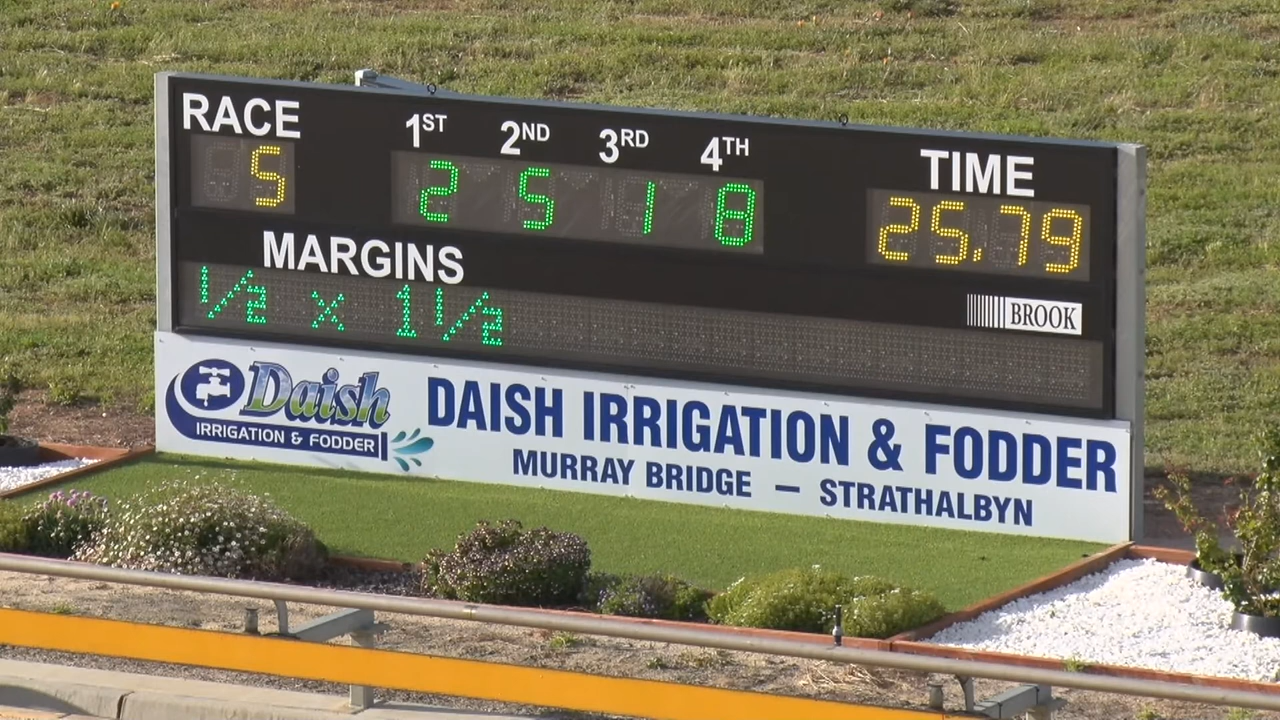 RACE 1ST 2ND 3RD 4TH TIME
5 2 5 1 8 25.79
MARGINS
1/2 x 1 1/2
BROOK
Daish
IRRIGATION & FODDER
DAISH IRRIGATION & FODDER
MURRAY BRIDGE – STRATHALBYN